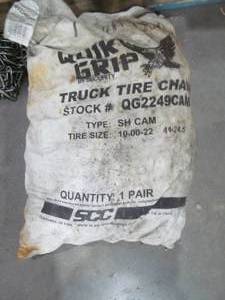 QUIK
GRIP
TRUCK TIRE CHA
STOCK # QG2249CAM
TYPE: SH CAM
TIRE SIZE: 10-00-22
QUANTITY: 1 PAIR
SCC